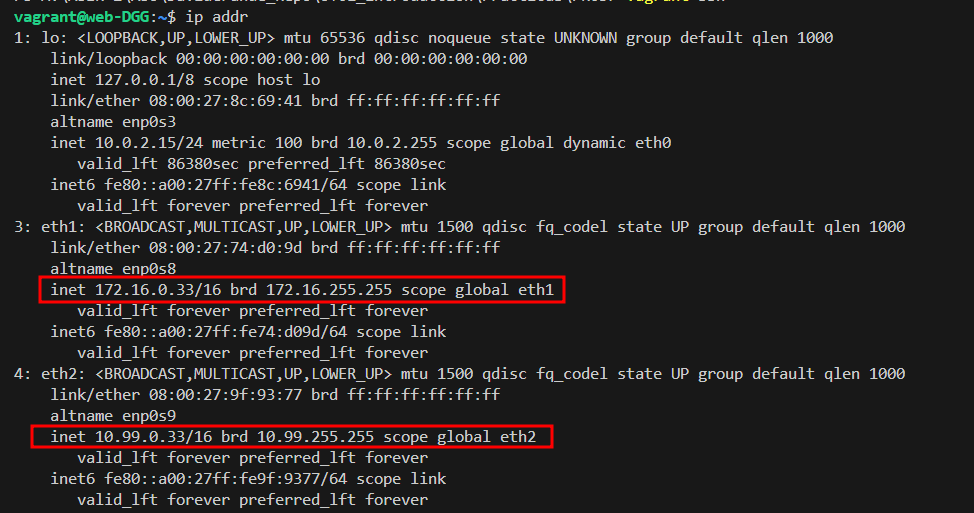 vagrant@web-DGG:~$ ip addr
1: lo: <LOOPBACK,UP,LOWER_UP> mtu 65536 qdisc noqueue state UNKNOWN group default qlen 1000
link/loopback 00:00:00:00:00:00 brd 00:00:00:00:00:00
inet 127.0.0.1/8 scope host lo
link/ether 08:00:27:8c:69:41 brd ff:ff:ff:ff:ff:ff
altname enp0s3
inet 10.0.2.15/24 metric 100 brd 10.0.2.255 scope global dynamic eth0
valid_lft 86380sec preferred_lft 86380sec
inet6 fe80::a00:27ff:fe8c:6941/64 scope link
valid_lft forever preferred_lft forever
3: eth1: <BROADCAST,MULTICAST,UP,LOWER_UP> mtu 1500 qdisc fq_codel state UP group default qlen 1000
link/ether 08:00:27:74:d0:9d brd ff:ff:ff:ff:ff:ff
altname enp0s8
inet 172.16.0.33/16 brd 172.16.255.255 scope global eth1
valid_lft forever preferred_lft forever
inet6 fe80::a00:27ff:fe74:d09d/64 scope link
valid_lft forever preferred_lft forever
4: eth2: <BROADCAST,MULTICAST,UP,LOWER_UP> mtu 1500 qdisc fq_codel state UP group default qlen 1000
link/ether 08:00:27:9f:93:77 brd ff:ff:ff:ff:ff:ff
altname enp0s9
inet 10.99.0.33/16 brd 10.99.255.255 scope global eth2
valid_lft forever preferred_lft forever
inet6 fe80::a00:27ff:fe9f:9377/64 scope link
valid_lft forever preferred_lft forever